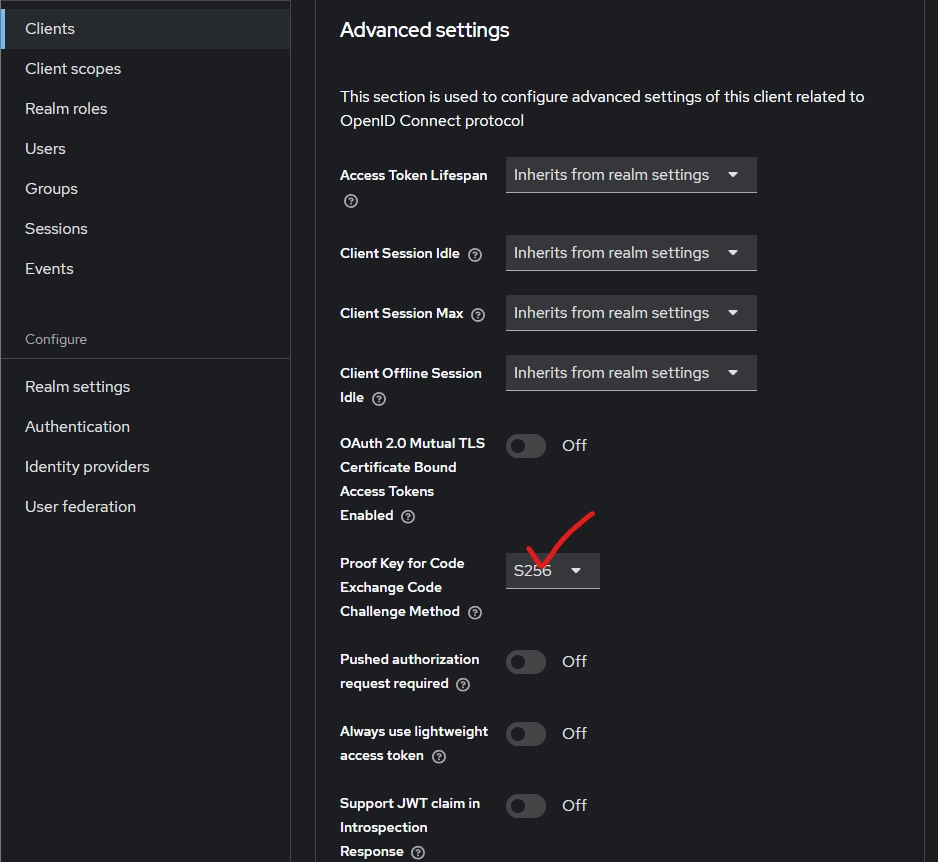 Clients
Client scopes
Realm roles
Users
Groups
Sessions
Events
Configure
Realm settings
Authentication
Identity providers
User federation
Advanced settings
This section is used to configure advanced settings of this client related to
OpenID Connect protocol
Access Token Lifespan
Inherits from realm settings
Client Session Idle
Inherits from realm settings
Client Session Max
Inherits from realm settings
Client Offline Session
Idle
Inherits from realm settings
OAuth 2.0 Mutual TLS
Certificate Bound
Access Tokens
Enabled
Off
Proof Key for Code
Exchange Code
Challenge Method
S256
Pushed authorization
request required
Off
Always use lightweight
access token
Off
Support JWT claim in
Introspection
Response
Off